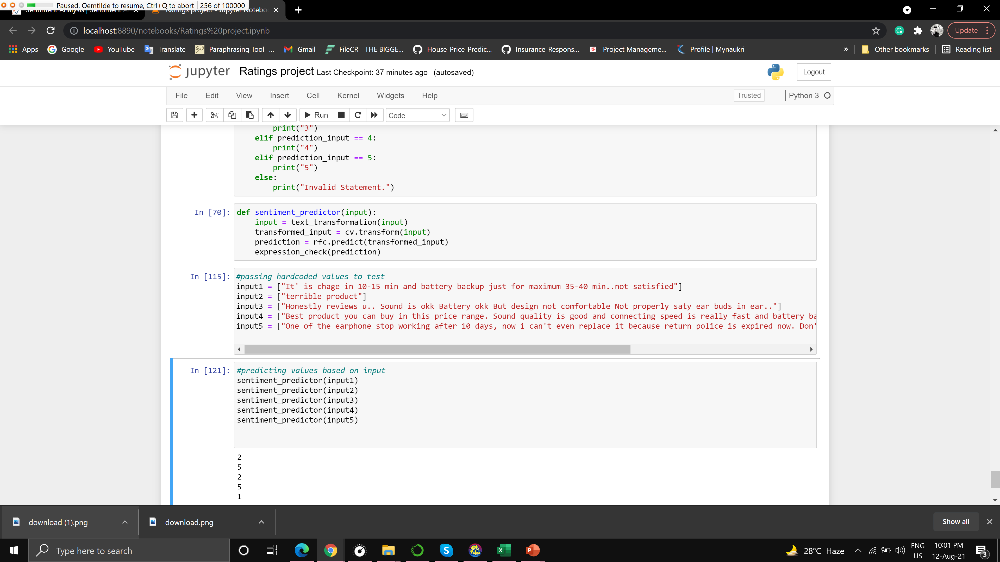 Paused. Oemtilde to resume, Ctrl+Q to abort 256 of 100000
Sentiment Analysis | Sentiment A
Ratings project - Jupyter Notebo
localhost:8890/notebooks/Ratings%20project.ipynb
Update
Apps Google YouTube Translate Paraphrasing Tool -... Gmail FileCR - THE BIGGE... House-Price-Predic... Insurance-Respons... Project Manageme... Profile | Mynaukri » Other bookmarks Reading list
jupyter Ratings project Last Checkpoint: 37 minutes ago (autosaved) Logout
File Edit View Insert Cell Kernel Widgets Help Trusted Python 3
Run Code
print("3")
elif prediction_input == 4:
print("4")
elif prediction_input == 5:
print("5")
else:
print("Invalid Statement.")
In [70]: def sentiment_predictor(input):
input = text_transformation(input)
transformed_input = cv.transform(input)
prediction = rfc.predict(transformed_input)
expression_check(prediction)
In [115]: #passing hardcoded values to test
input1 = ["It' is chage in 10-15 min and battery backup just for maximum 35-40 min..not satisfied"]
input2 = ["terrible product"]
input3 = ["Honestly reviews u.. Sound is okk Battery okk But design not comfortable Not properly saty ear buds in ear.."]
input4 = ["Best product you can buy in this price range. Sound quality is good and connecting speed is really fast and battery ba
input5 = ["One of the earphone stop working after 10 days, now i can't even replace it because return police is expired now. Don'
In [121]: #predicting values based on input
sentiment_predictor(input1)
sentiment_predictor(input2)
sentiment_predictor(input3)
sentiment_predictor(input4)
sentiment_predictor(input5)
2
5
2
5
1
download (1).png download.png Show all
Type here to search
28°C Haze
ENG
US
10:01 PM
12-Aug-21
3